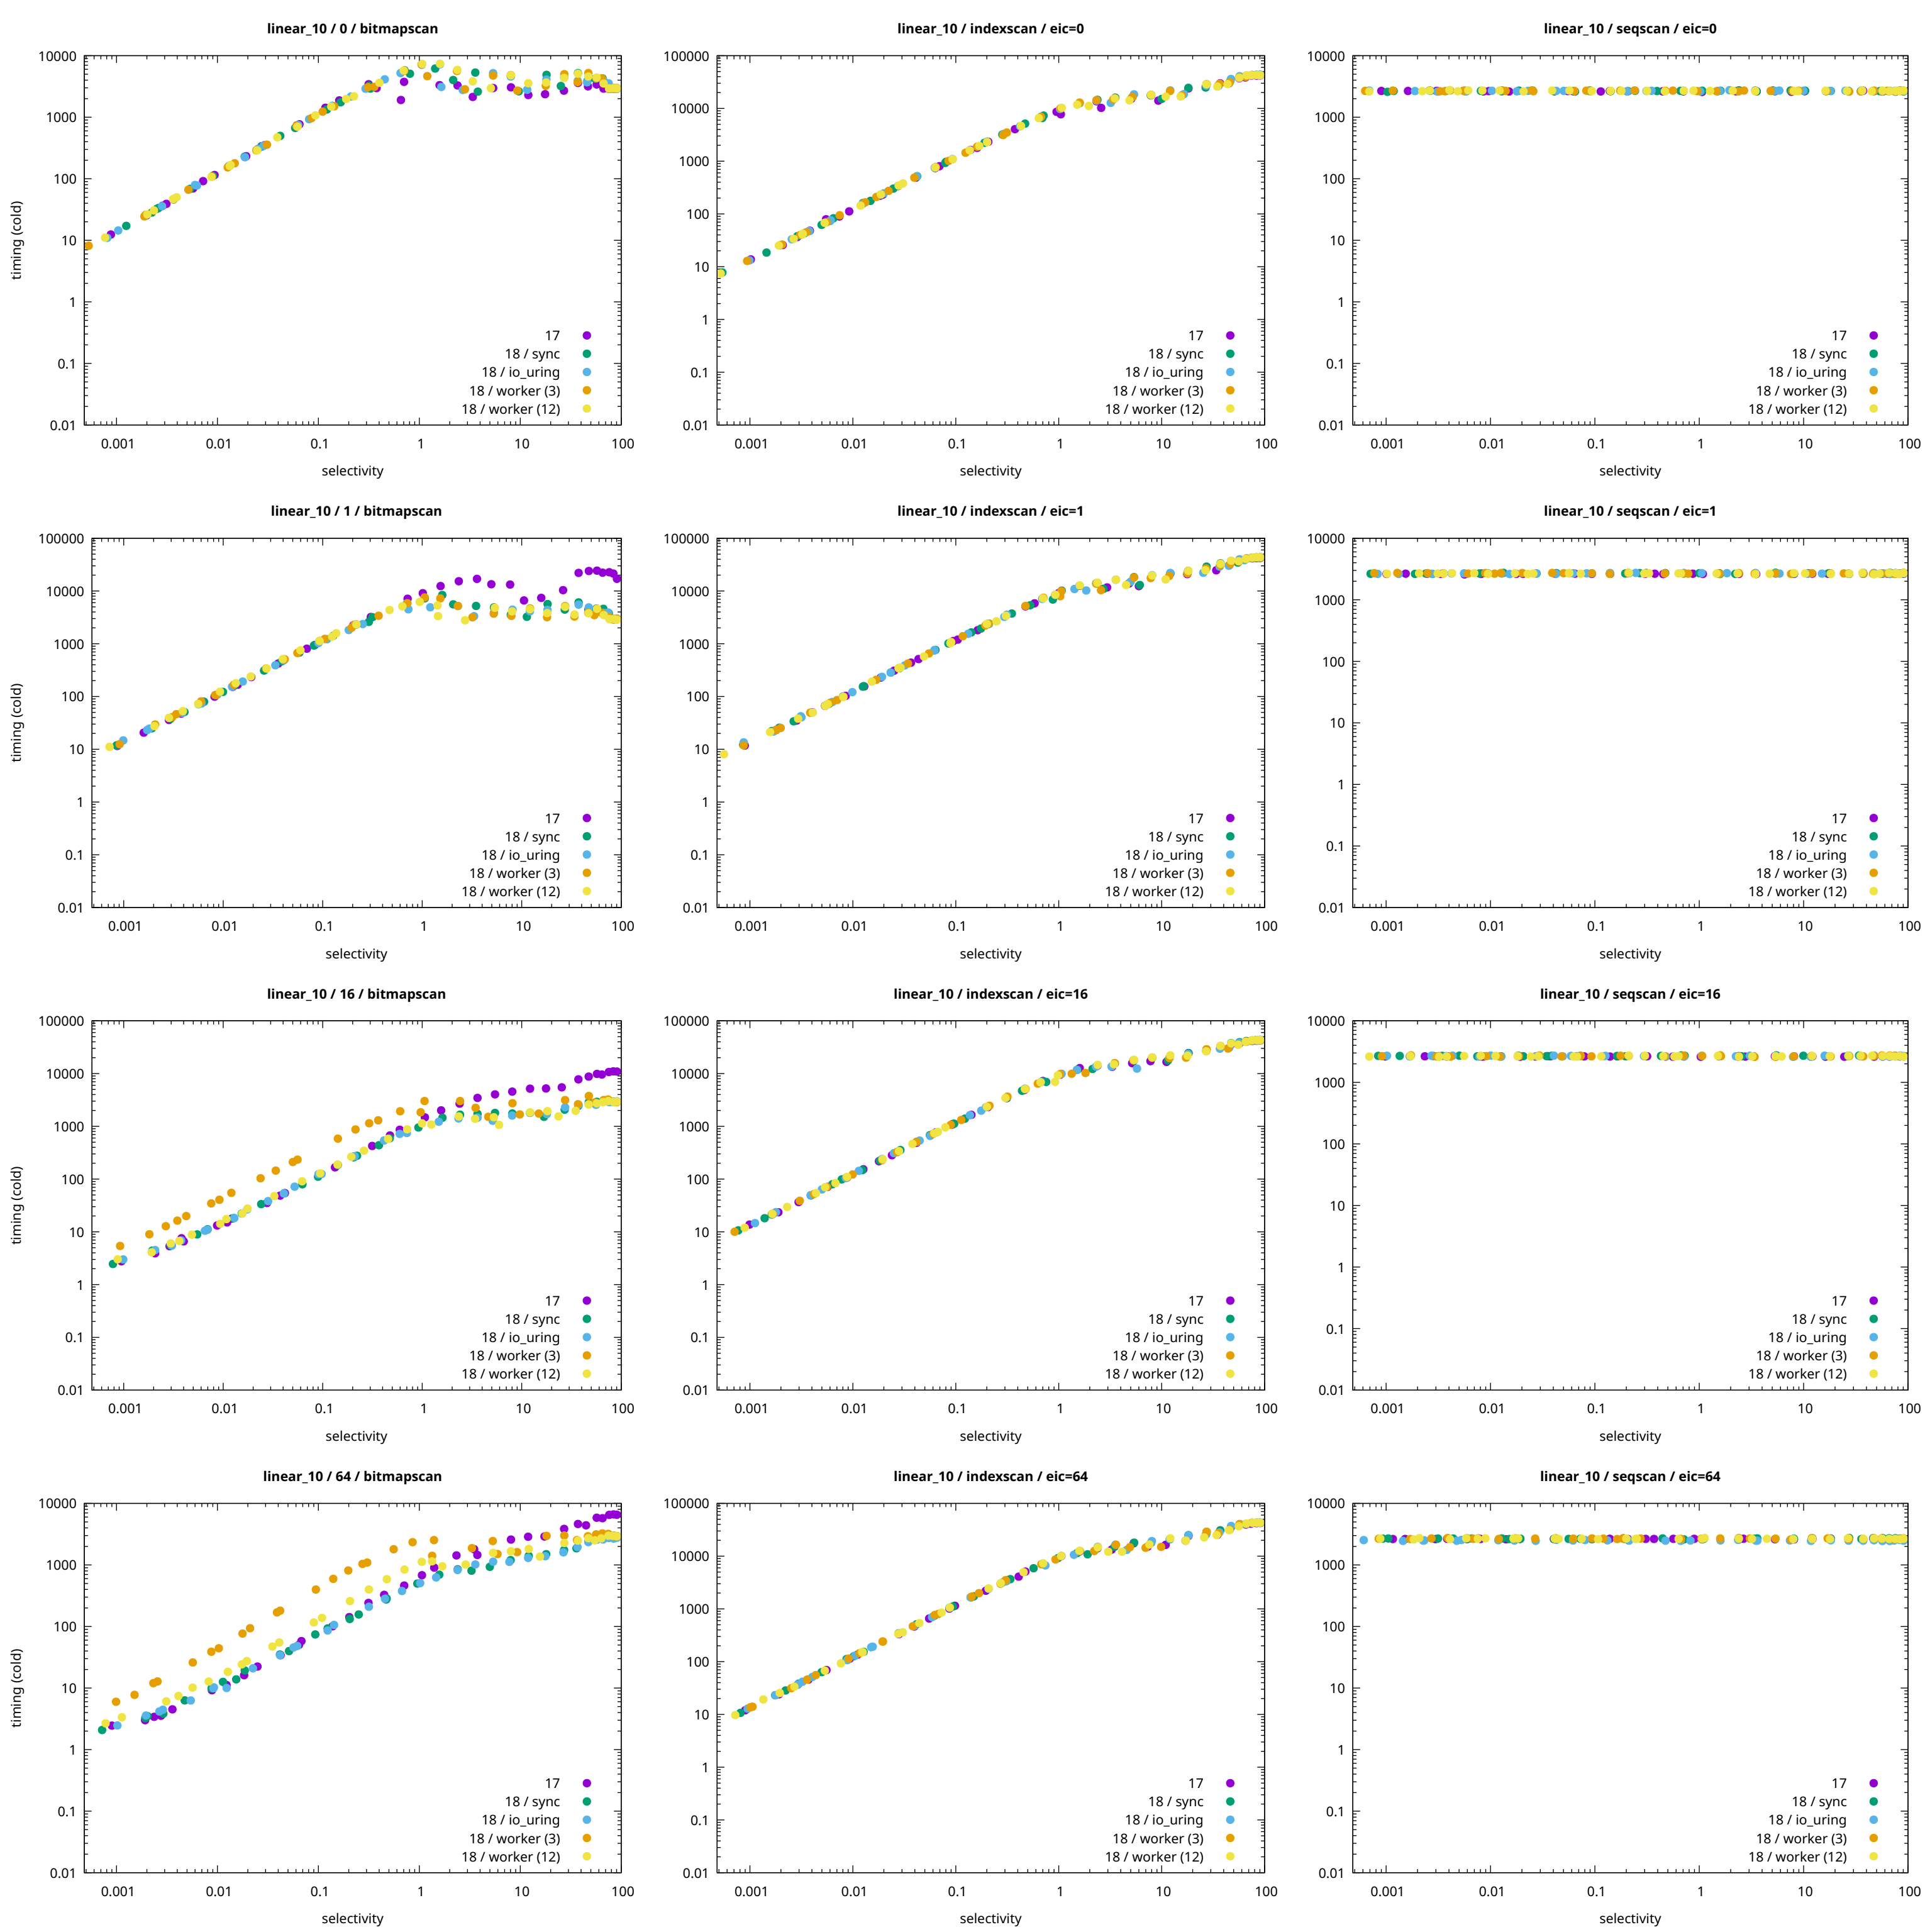 linear_10 / 0 / bitmapscan
timing (cold)
10000
1000
100
10
1
0.1
0.01
17
18 / sync
18 / io_uring
18 / worker (3)
18 / worker (12)
0.001 0.01 0.1 1 10 100
selectivity
linear_10 / indexscan / eic=0
100000
10000
1000
100
10
1
0.1
0.01
17
18 / sync
18 / io_uring
18 / worker (3)
18 / worker (12)
0.001 0.01 0.1 1 10 100
selectivity
linear_10 / seqscan / eic=0
10000
1000
100
10
1
0.1
0.01
17
18 / sync
18 / io_uring
18 / worker (3)
18 / worker (12)
0.001 0.01 0.1 1 10 100
selectivity
linear_10 / 1 / bitmapscan
timing (cold)
100000
10000
1000
100
10
1
0.1
0.01
17
18 / sync
18 / io_uring
18 / worker (3)
18 / worker (12)
0.001 0.01 0.1 1 10 100
selectivity
linear_10 / indexscan / eic=1
100000
10000
1000
100
10
1
0.1
0.01
17
18 / sync
18 / io_uring
18 / worker (3)
18 / worker (12)
0.001 0.01 0.1 1 10 100
selectivity
linear_10 / seqscan / eic=1
10000
1000
100
10
1
0.1
0.01
17
18 / sync
18 / io_uring
18 / worker (3)
18 / worker (12)
0.001 0.01 0.1 1 10 100
selectivity
linear_10 / 16 / bitmapscan
timing (cold)
100000
10000
1000
100
10
1
0.1
0.01
17
18 / sync
18 / io_uring
18 / worker (3)
18 / worker (12)
0.001 0.01 0.1 1 10 100
selectivity
linear_10 / indexscan / eic=16
100000
10000
1000
100
10
1
0.1
0.01
17
18 / sync
18 / io_uring
18 / worker (3)
18 / worker (12)
0.001 0.01 0.1 1 10 100
selectivity
linear_10 / seqscan / eic=16
10000
1000
100
10
1
0.1
0.01
17
18 / sync
18 / io_uring
18 / worker (3)
18 / worker (12)
0.001 0.01 0.1 1 10 100
selectivity
linear_10 / 64 / bitmapscan
timing (cold)
10000
1000
100
10
1
0.1
0.01
17
18 / sync
18 / io_uring
18 / worker (3)
18 / worker (12)
0.001 0.01 0.1 1 10 100
selectivity
linear_10 / indexscan / eic=64
100000
10000
1000
100
10
1
0.1
0.01
17
18 / sync
18 / io_uring
18 / worker (3)
18 / worker (12)
0.001 0.01 0.1 1 10 100
selectivity
linear_10 / seqscan / eic=64
10000
1000
100
10
1
0.1
0.01
17
18 / sync
18 / io_uring
18 / worker (3)
18 / worker (12)
0.001 0.01 0.1 1 10 100
selectivity